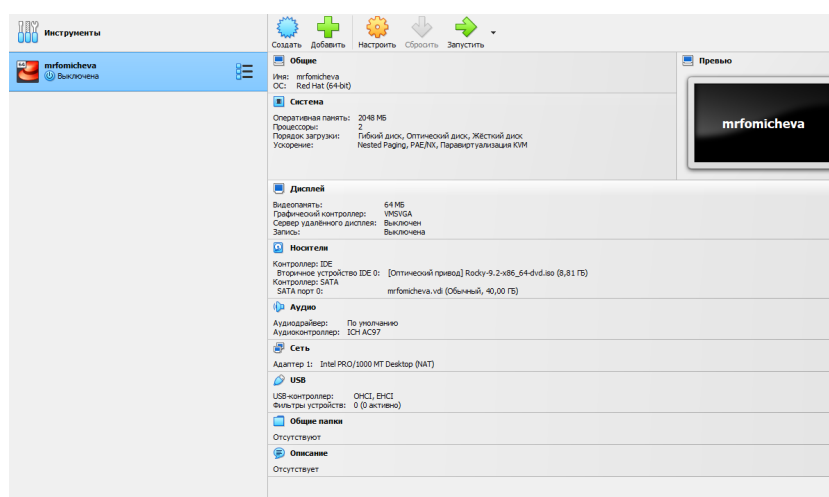 Инструменты
Создать Добавить Настроить Сбросить Запустить
64 mrfomicheva
Выключена
Общие
Имя: mrfomicheva
ОС: Red Hat (64-bit)
Превью
mrfomicheva
Система
Оперативная память: 2048 МБ
Процессоры: 2
Порядок загрузки: Гибкий диск, Оптический диск, Жёсткий диск
Ускорение: Nested Paging, PAE/NX, Паравиртуализация KVM
Дисплей
Видеопамять: 64 МБ
Графический контроллер: VMSVGA
Сервер удалённого дисплея: Выключен
Запись: Выключена
Носители
Контроллер: IDE
Вторичное устройство IDE 0: [Оптический привод] Rocky-9.2-x86_64-dvd.iso (8,81 ГБ)
Контроллер: SATA
SATA порт 0: mrfomicheva.vdi (Обычный, 40,00 ГБ)
Аудио
Аудиодрайвер: По умолчанию
Аудиоконтроллер: ICH AC97
Сеть
Адаптер 1: Intel PRO/1000 MT Desktop (NAT)
USB
USB-контроллер: OHCI, EHCI
Фильтры устройств: 0 (0 активно)
Общие папки
Отсутствуют
Описание
Отсутствует